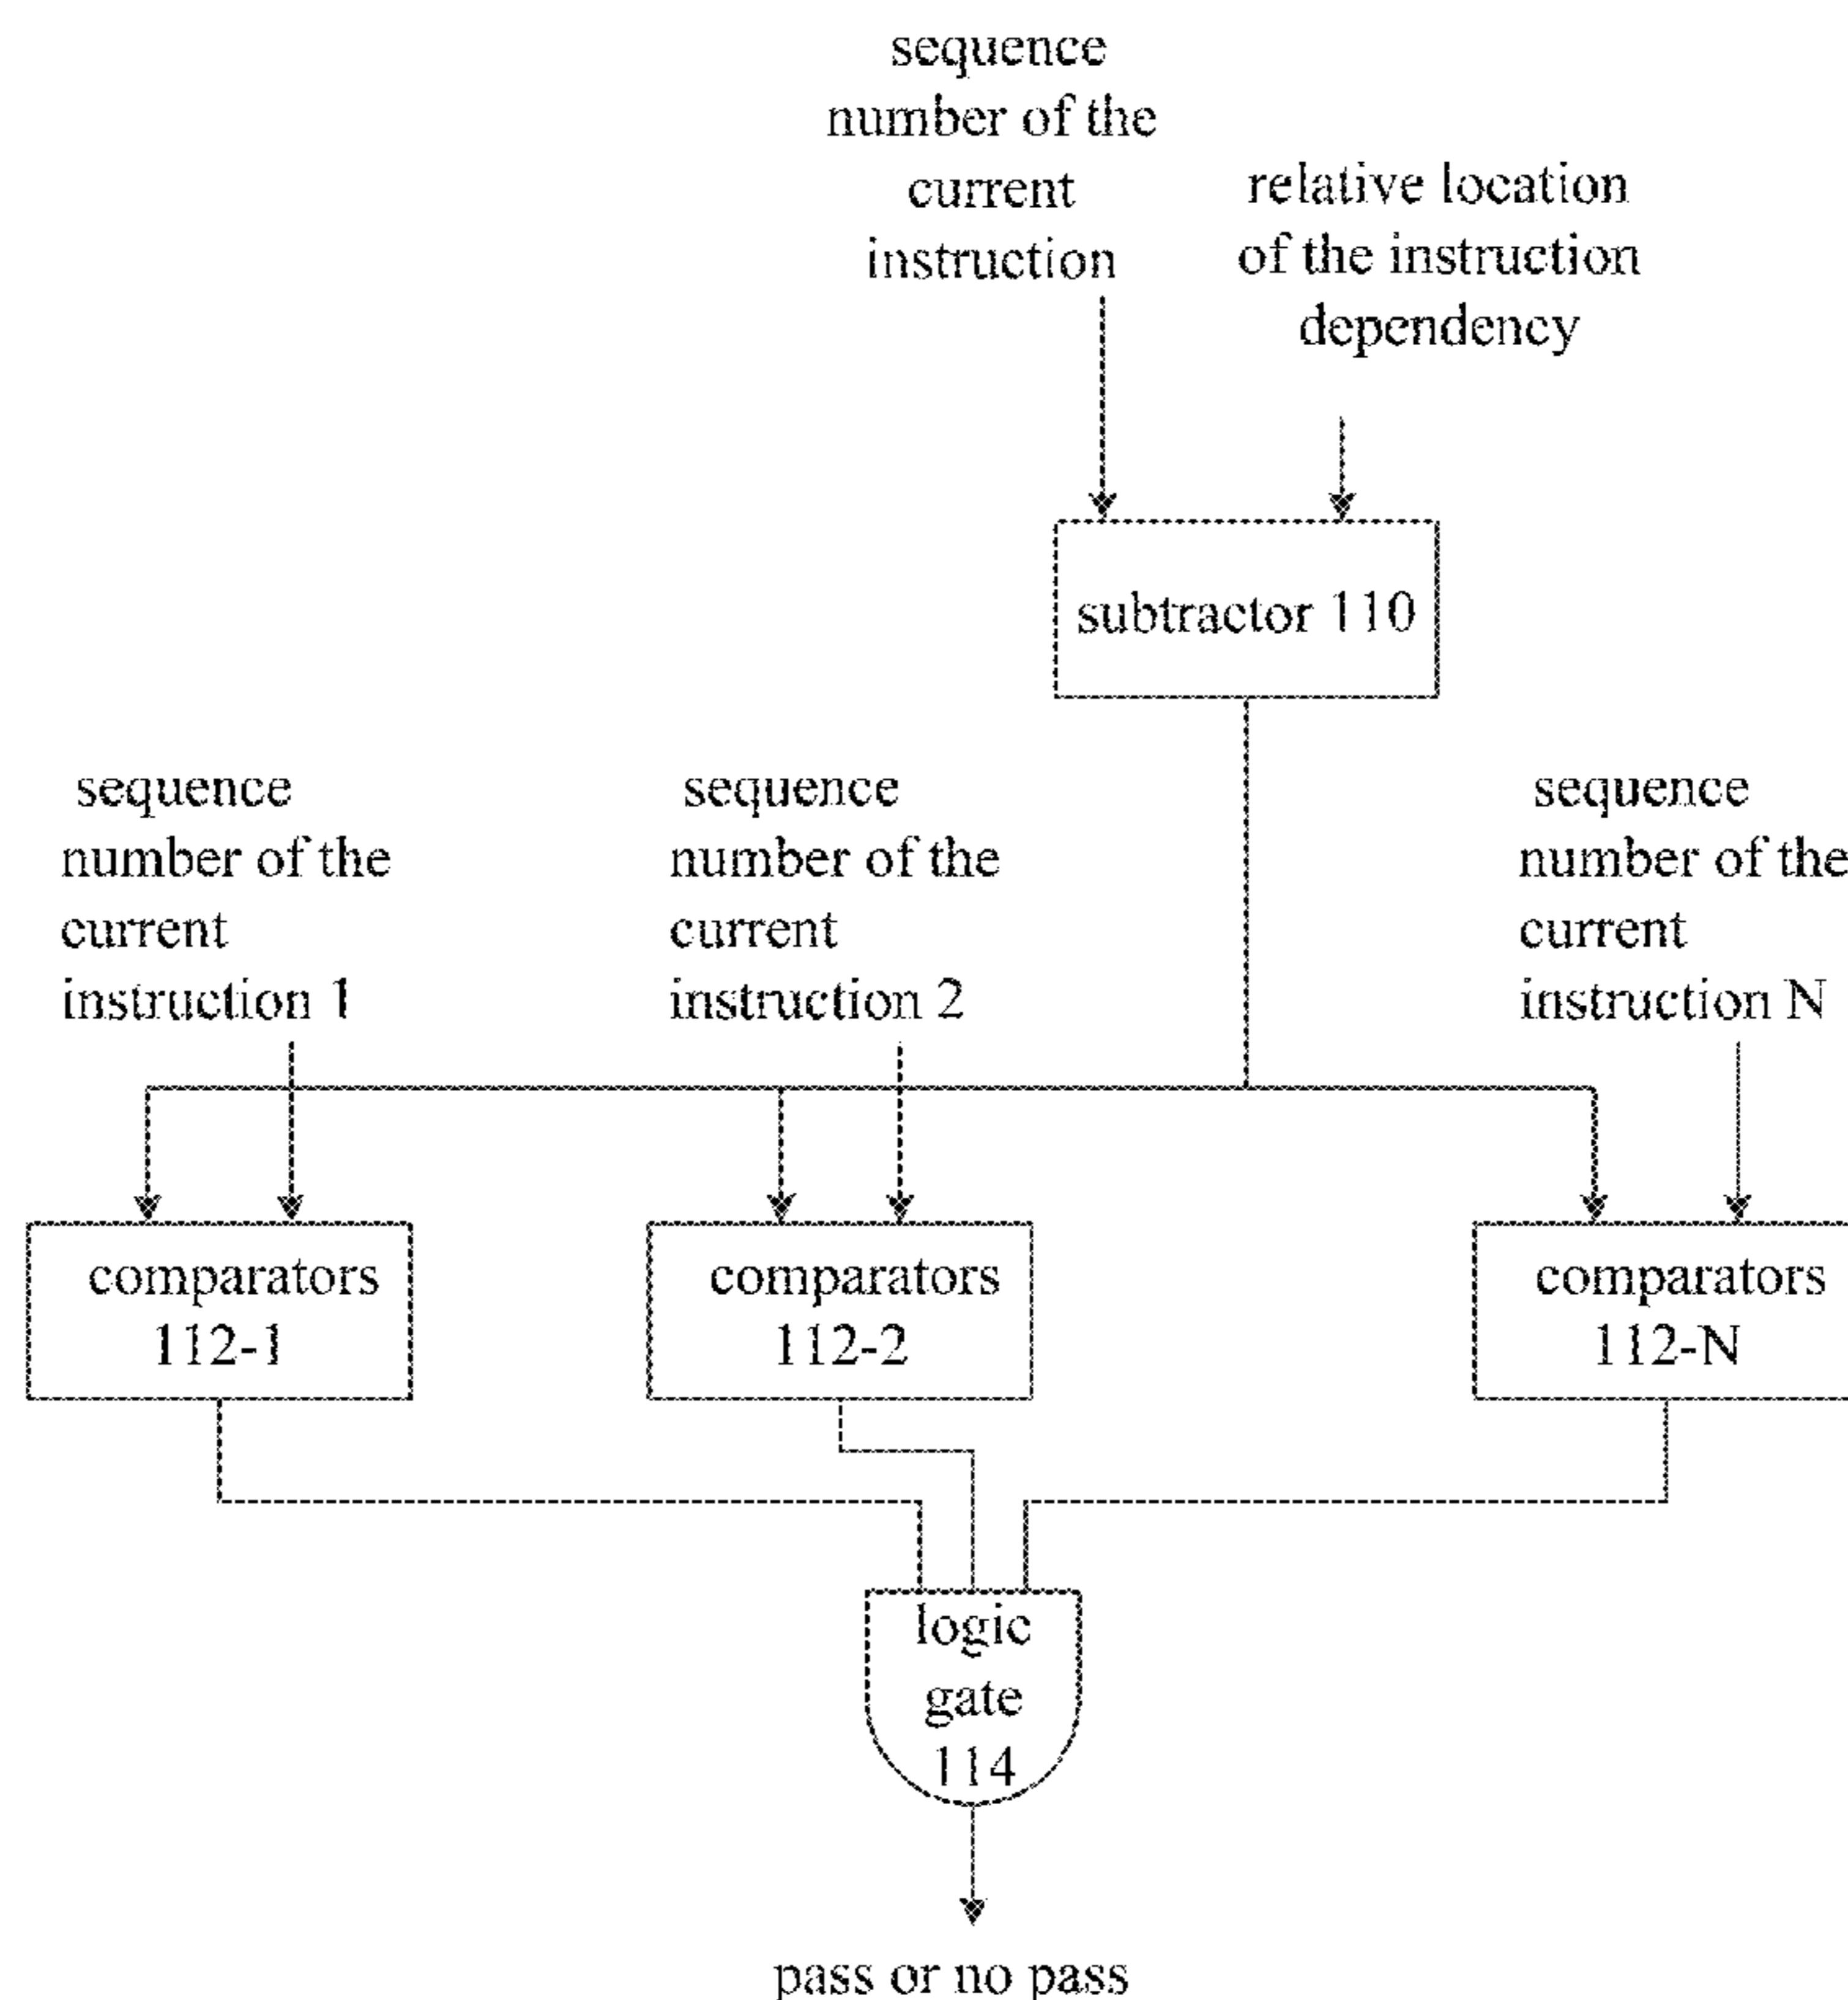 sequence
number of the
current
instruction
relative location
of the instruction
dependency
subtractor 110
sequence
number of the
current
instruction 1
sequence
number of the
current
instruction 2
sequence
number of the
current
instruction N
comparators
112-1
comparators
112-2
comparators
112-N
logic
gate
114
pass or no pass